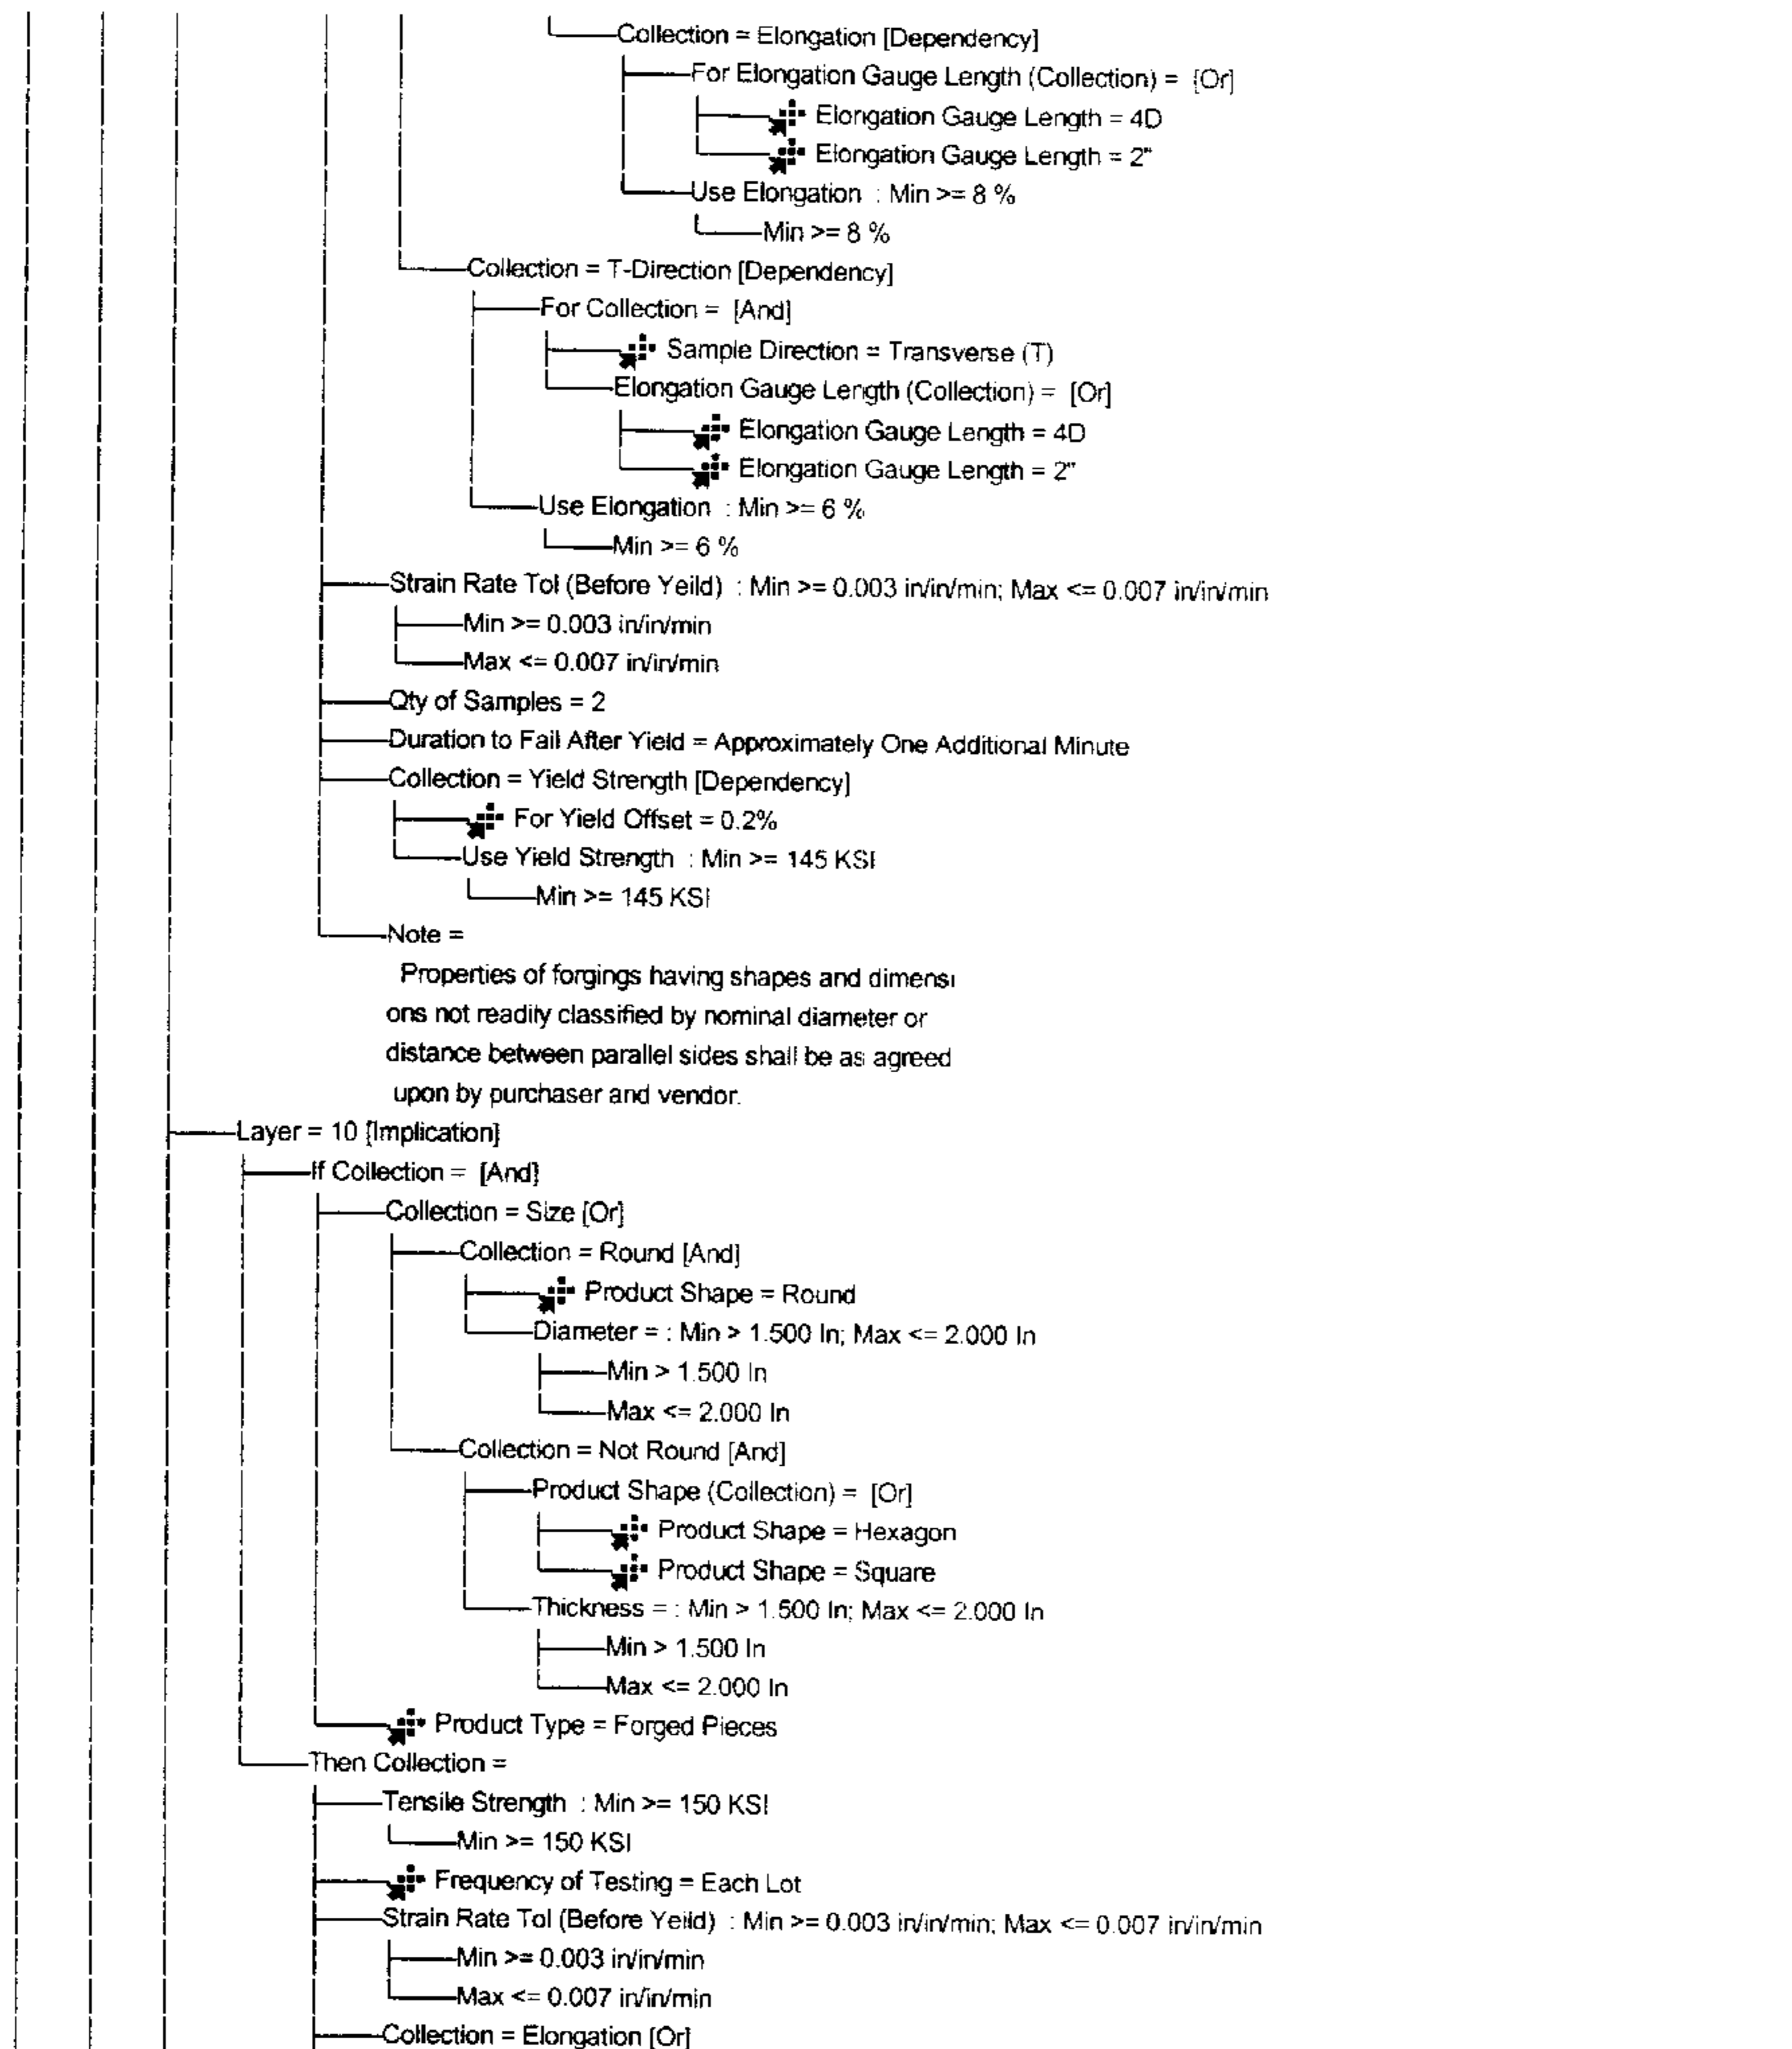 Collection = Elongation [Dependency]
For Elongation Gauge Length (Collection) = [Or]
Elongation Gauge Length = 4D
Elongation Gauge Length = 2"
Use Elongation : Min >= 8 %
Min >= 8 %
Collection = T-Direction [Dependency]
For Collection = [And]
Sample Direction = Transverse (T)
Elongation Gauge Length (Collection) = [Or]
Elongation Gauge Length = 4D
Elongation Gauge Length = 2"
Use Elongation : Min >= 6 %
Min >= 6 %
Strain Rate Tol (Before Yeild) : Min >= 0.003 in/in/min; Max <= 0.007 in/in/min
Min >= 0.003 in/in/min
Max <= 0.007 in/in/min
Qty of Samples = 2
Duration to Fail After Yield = Approximately One Additional Minute
Collection = Yield Strength [Dependency]
For Yield Offset = 0.2%
Use Yield Strength : Min >= 145 KSI
Min >= 145 KSI
Note =
Properties of forgings having shapes and dimensi
ons not readily classified by nominal diameter or
distance between parallel sides shall be as agreed
upon by purchaser and vendor.
Layer = 10 [Implication]
If Collection = [And]
Collection = Size [Or]
Collection = Round [And]
Product Shape = Round
Diameter = : Min > 1.500 In; Max <= 2.000 In
Min > 1.500 In
Max <= 2.000 In
Collection = Not Round [And]
Product Shape (Collection) = [Or]
Product Shape = Hexagon
Product Shape = Square
Thickness = : Min > 1.500 In; Max <= 2.000 In
Min > 1.500 In
Max <= 2.000 In
Product Type = Forged Pieces
Then Collection =
Tensile Strength : Min >= 150 KSI
Min >= 150 KSI
Frequency of Testing = Each Lot
Strain Rate Tol (Before Yeild) : Min >= 0.003 in/in/min; Max <= 0.007 in/in/min
Min >= 0.003 in/in/min
Max <= 0.007 in/in/min
Collection = Elongation [Or]